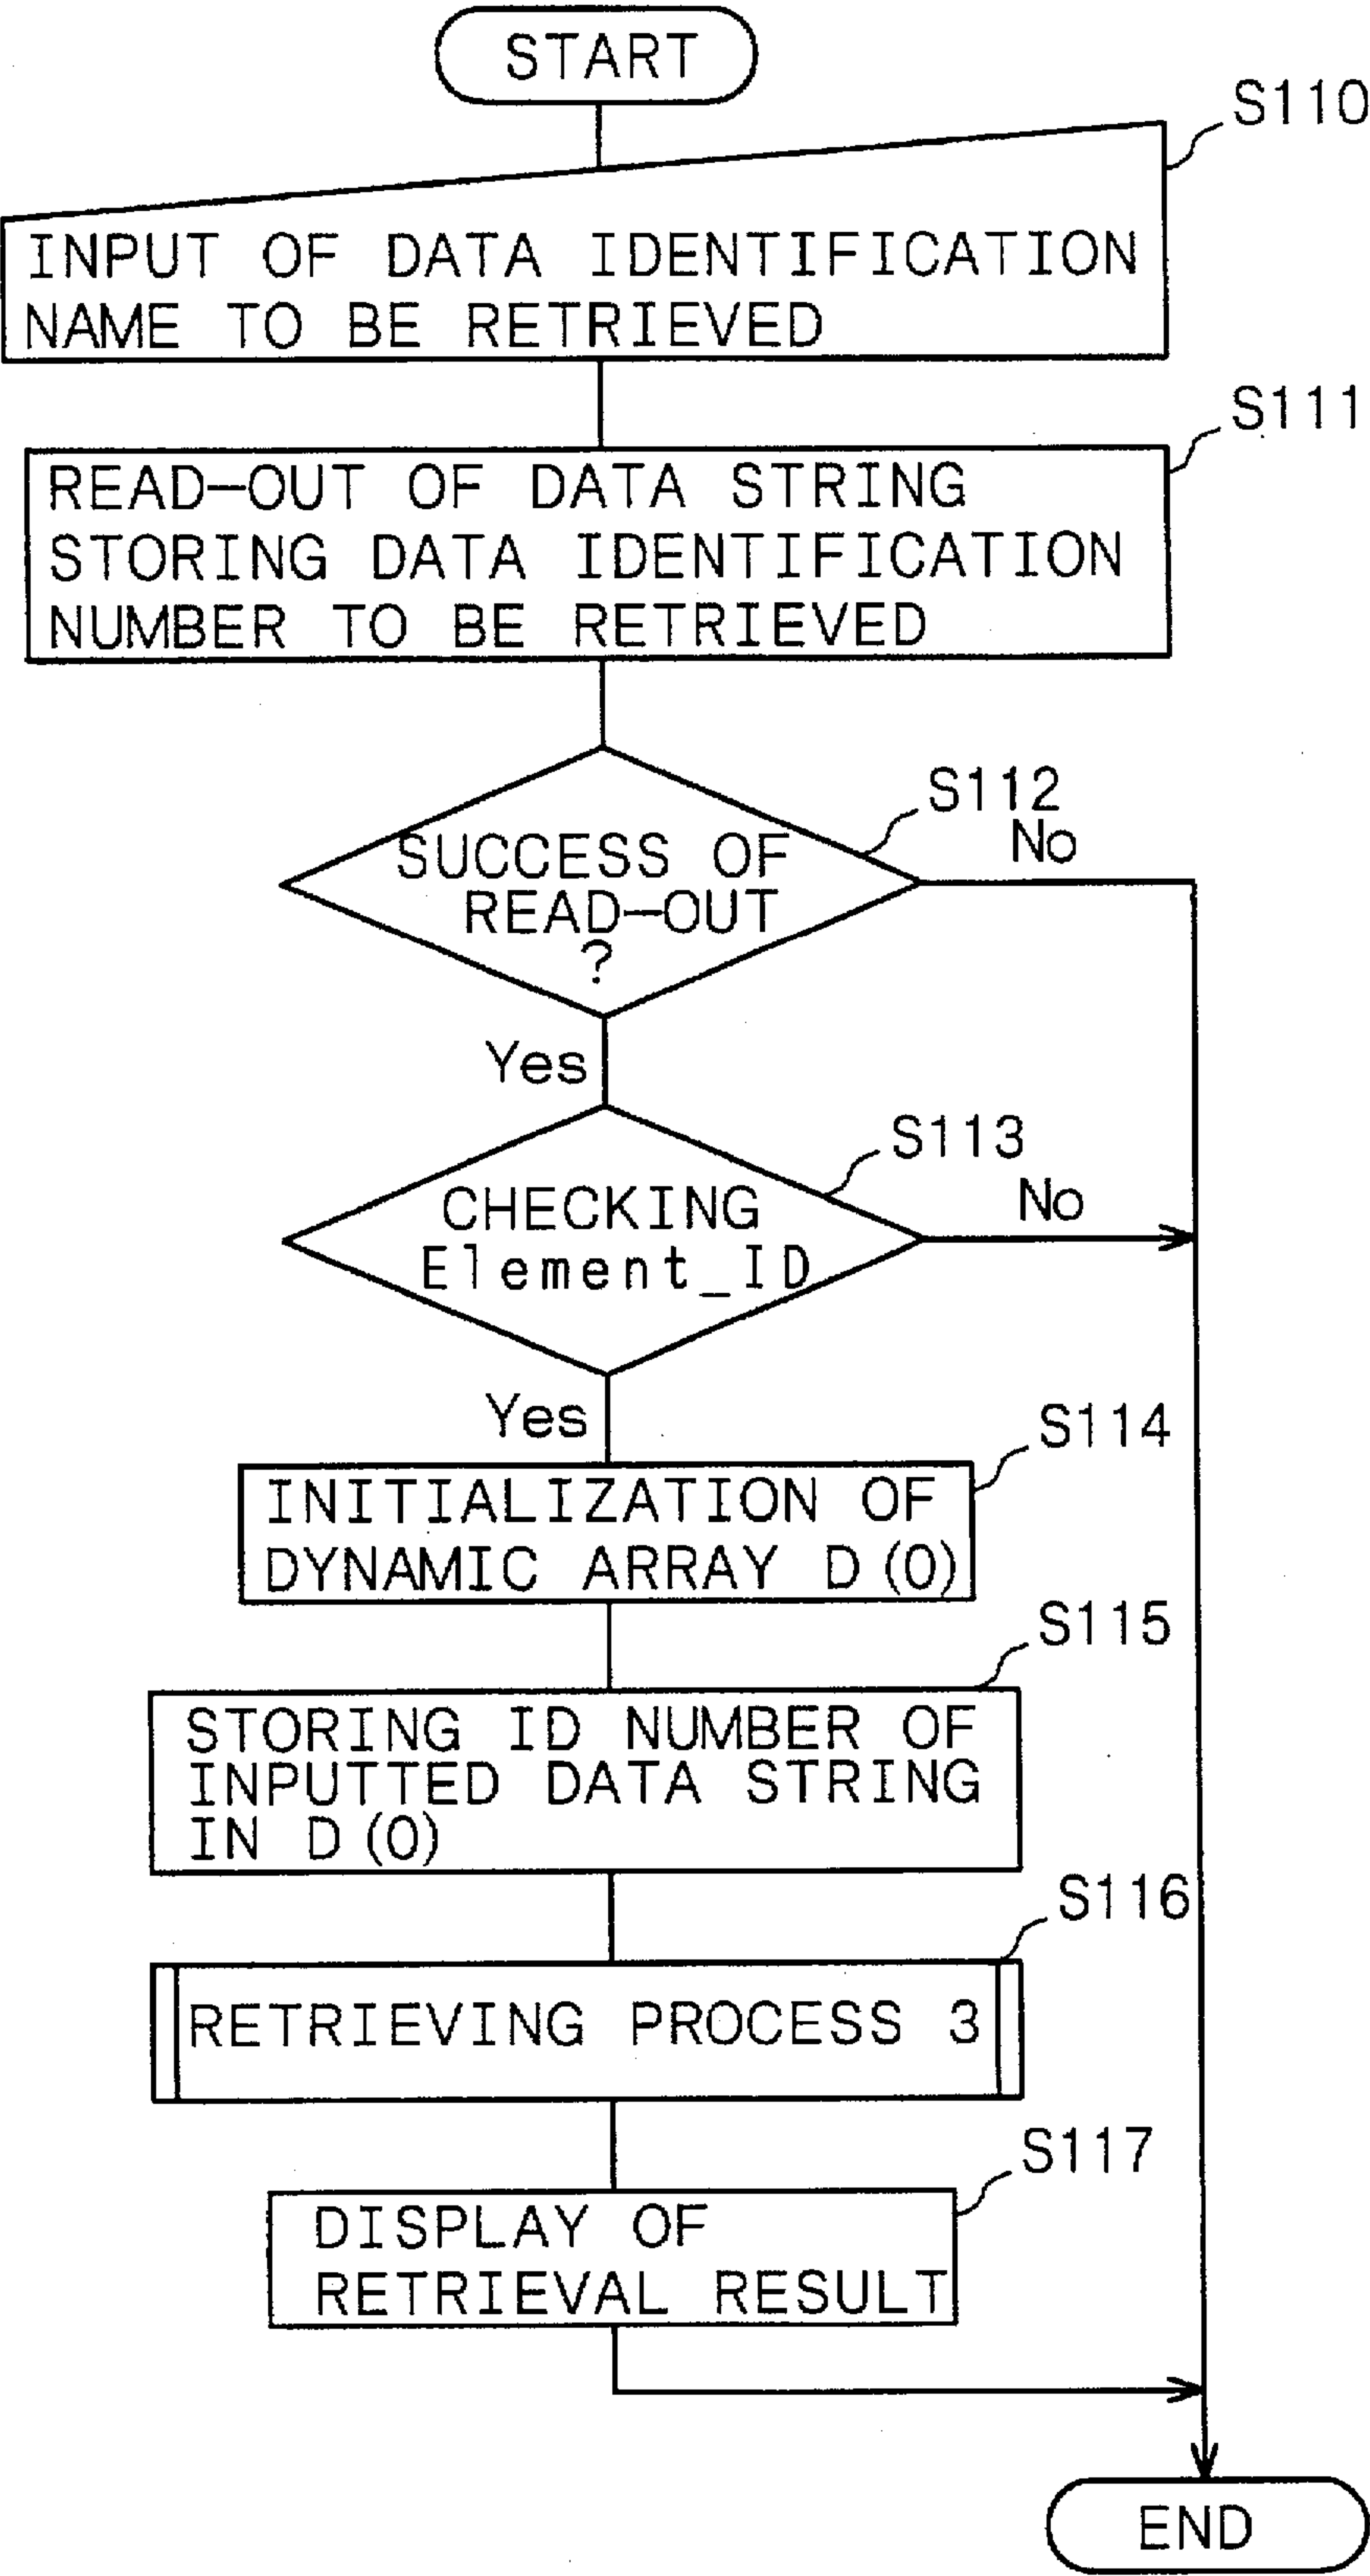 START
S110
INPUT OF DATA IDENTIFICATION
NAME TO BE RETRIEVED
S111
READ-OUT OF DATA STRING
STORING DATA IDENTIFICATION
NUMBER TO BE RETRIEVED
S112
No
SUCCESS OF
READ-OUT
?
Yes
S113
No
CHECKING
Element_ID
Yes
S114
INITIALIZATION OF
DYNAMIC ARRAY D(0)
S115
STORING ID NUMBER OF
INPUTTED DATA STRING
IN D(0)
S116
RETRIEVING PROCESS 3
S117
DISPLAY OF
RETRIEVAL RESULT
END